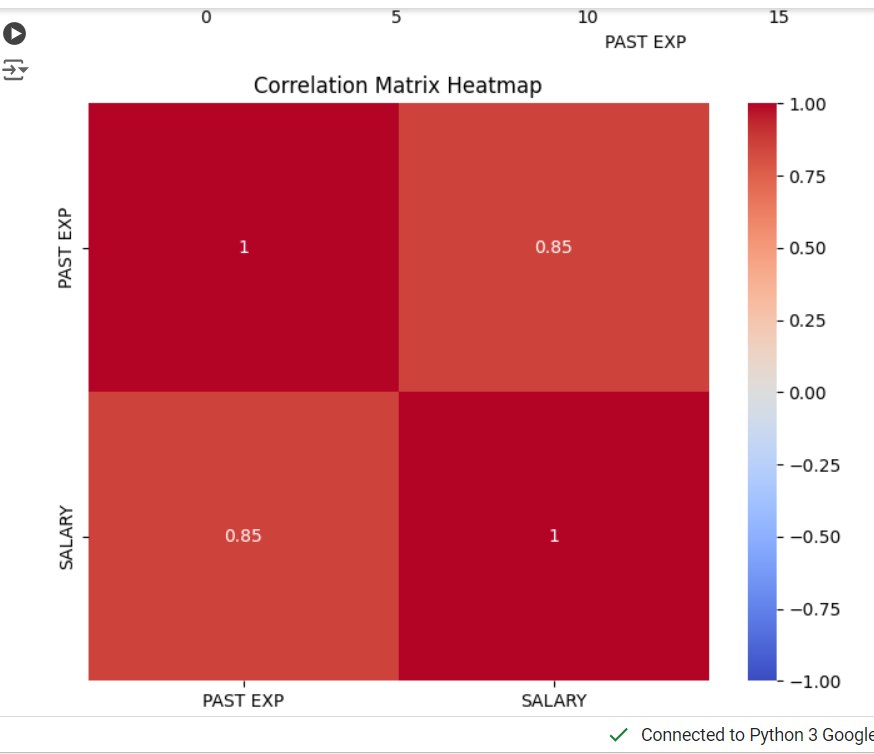 0 5 10 15
PAST EXP
Correlation Matrix Heatmap
1.00
0.75
0.50
0.25
0.00
−0.25
−0.50
−0.75
−1.00
PAST EXP
1 0.85
SALARY
0.85 1
PAST EXP SALARY
Connected to Python 3 Google